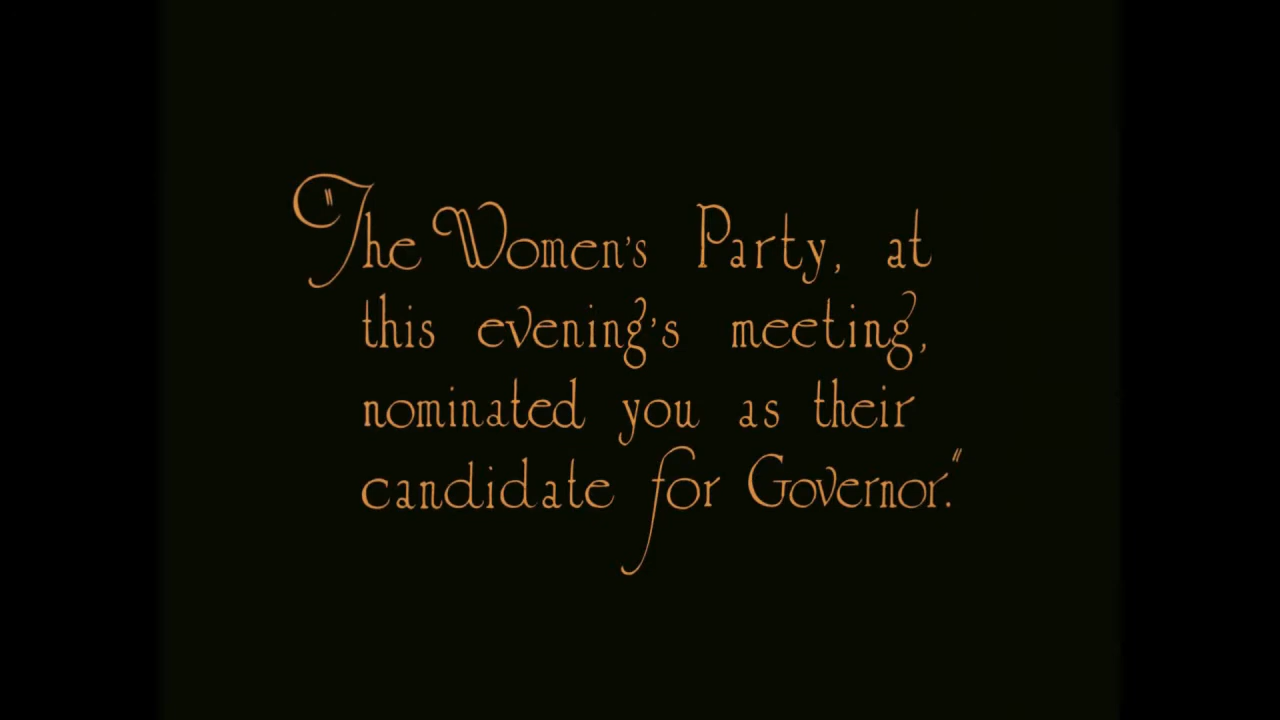 "The Women's Party, at
this evening's meeting,
nominated you as their
candidate for Governor."